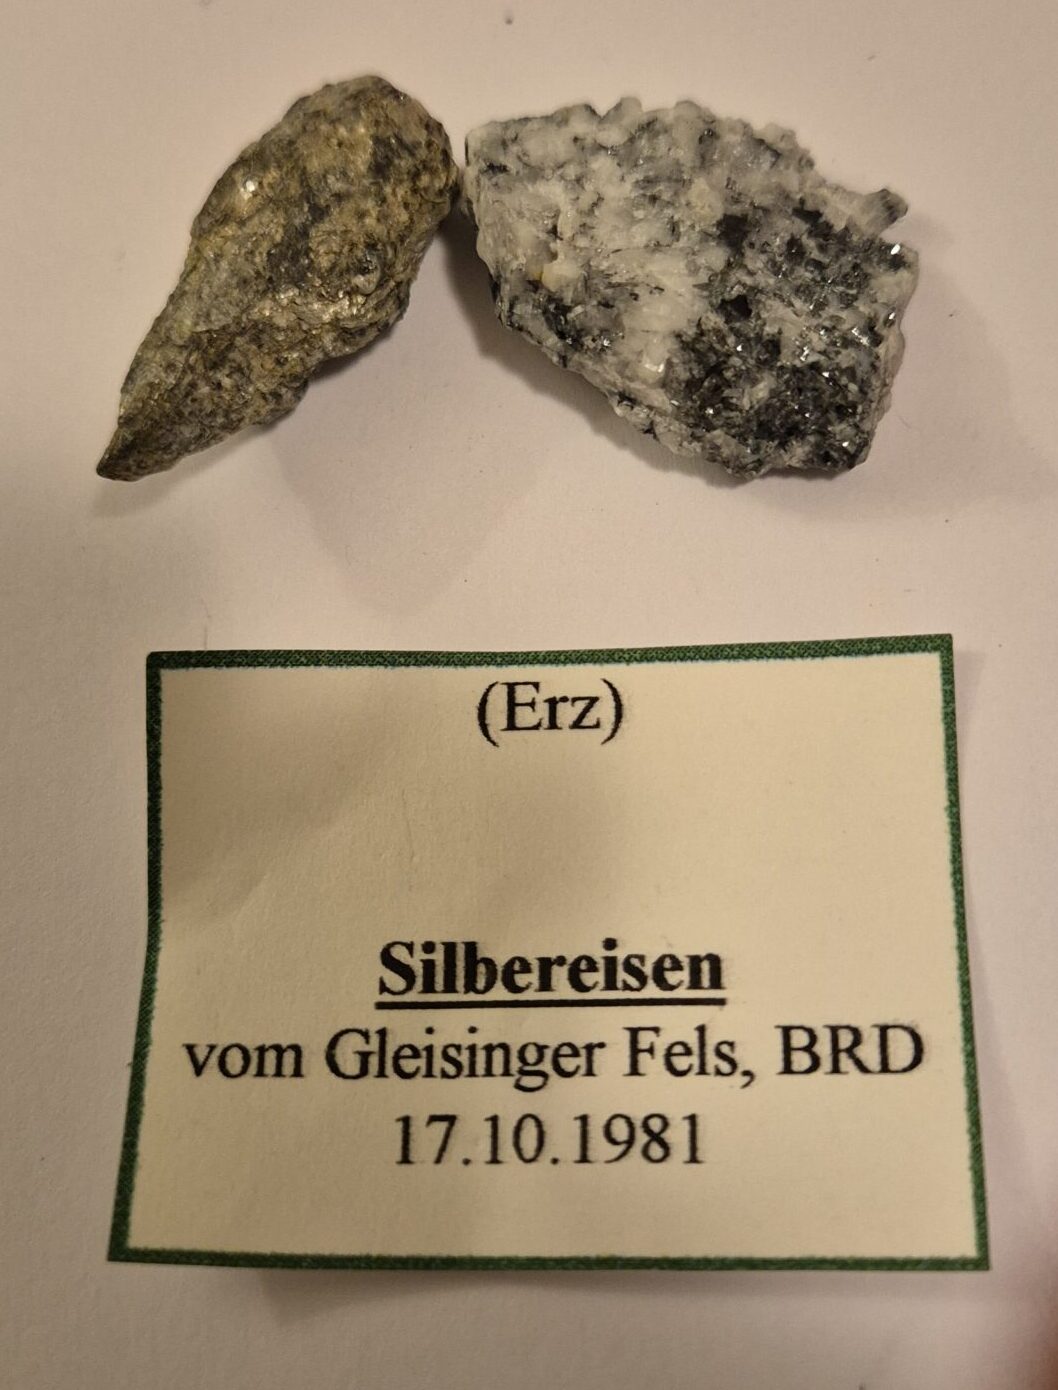 (Erz)
Silbereisen
vom Gleisinger Fels, BRD
17.10.1981